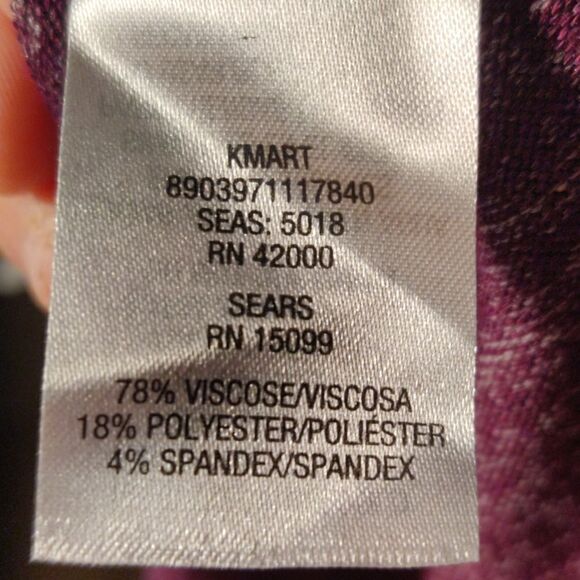 KMART
8903971117840
SEAS: 5018
RN 42000
SEARS
RN 15099
78% VISCOSE/VISCOSA
18% POLYESTER/POLIÉSTER
4% SPANDEX/SPANDEX